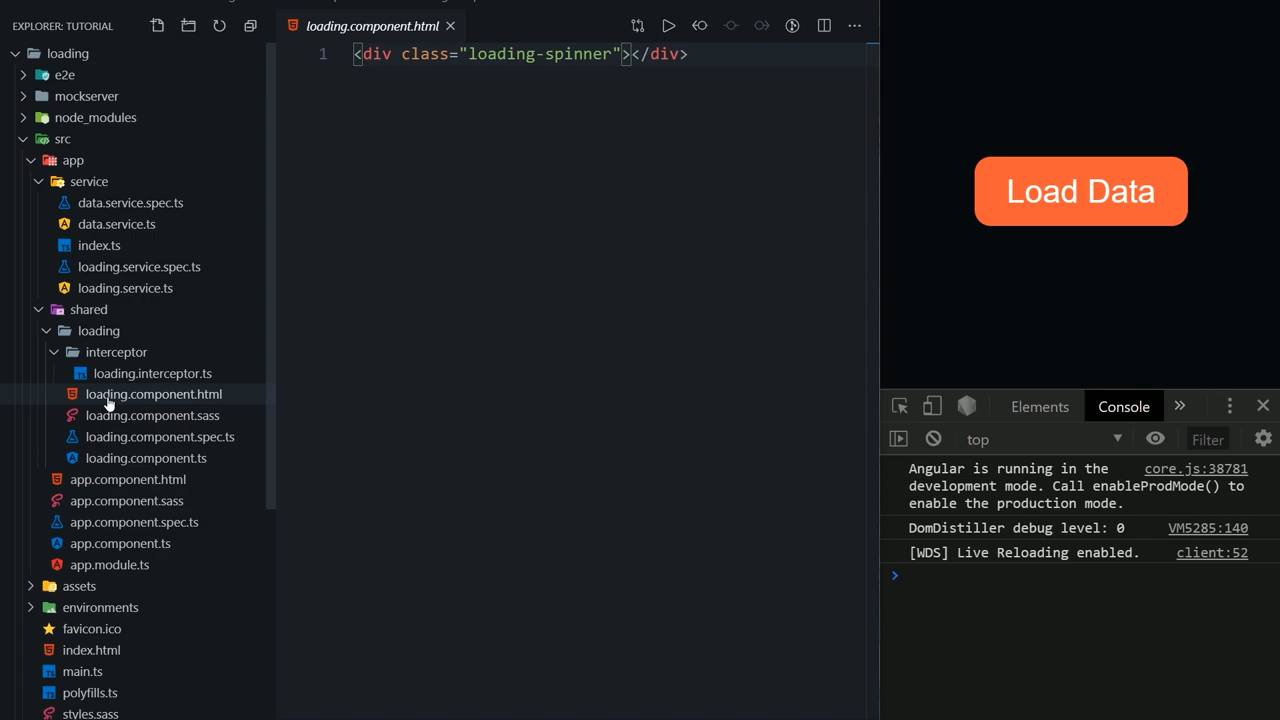 EXPLORER: TUTORIAL
loading
e2e
mockserver
node_modules
src
app
service
data.service.spec.ts
data.service.ts
index.ts
loading.service.spec.ts
loading.service.ts
shared
loading
interceptor
loading.interceptor.ts
loading.component.html
loading.component.sass
loading.component.spec.ts
loading.component.ts
app.component.html
app.component.sass
app.component.spec.ts
app.component.ts
app.module.ts
assets
environments
favicon.ico
index.html
main.ts
polyfills.ts
styles.sass
loading.component.html
1 <div class="loading-spinner"></div>
Load Data
Elements Console
top Filter
Angular is running in the core.js:38781
development mode. Call enableProdMode() to
enable the production mode.
DomDistiller debug level: 0 VM5285:140
[WDS] Live Reloading enabled. client:52